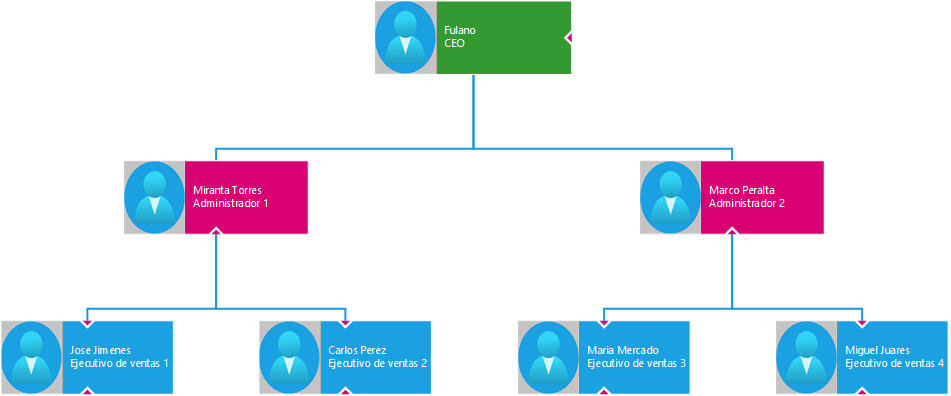 Fulano
CEO
Miranta Torres
Administrador 1
Marco Peralta
Administrador 2
Jose Jimenes
Ejecutivo de ventas 1
Carlos Perez
Ejecutivo de ventas 2
Maria Mercado
Ejecutivo de ventas 3
Miguel Juares
Ejecutivo de ventas 4